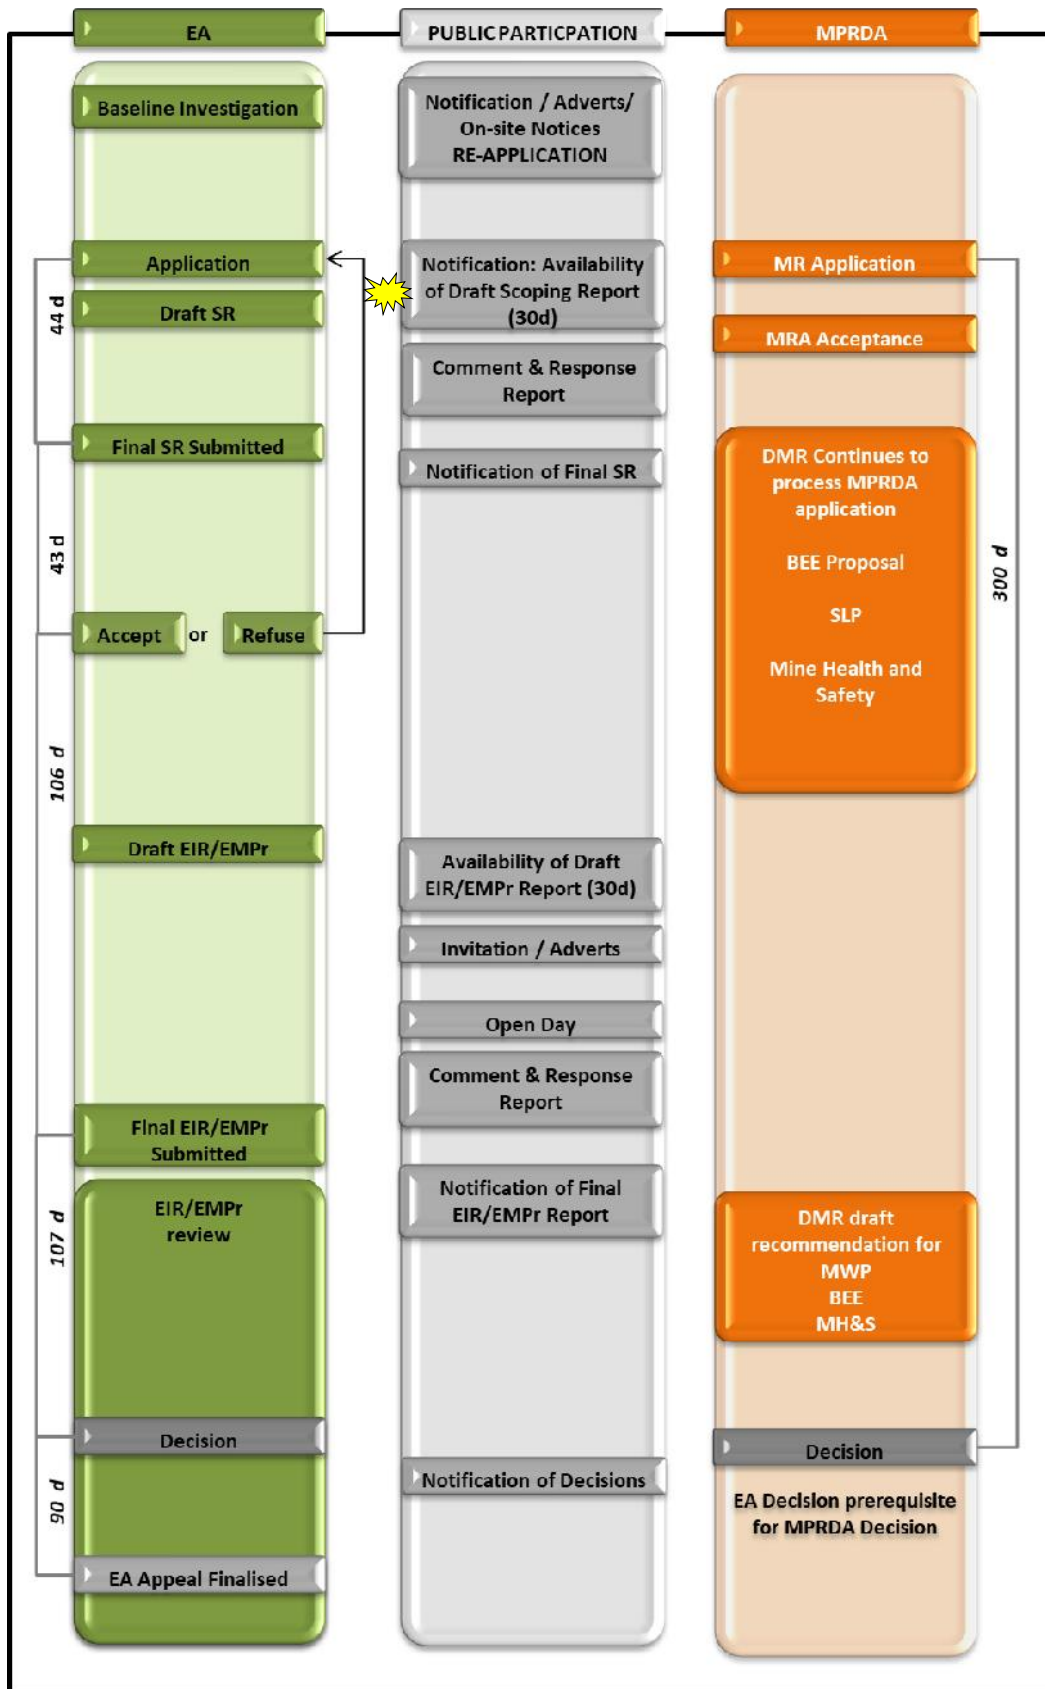 EA
Baseline Investigation
Application
44 d
Draft SR
Final SR Submitted
43 d
Accept or Refuse
106 d
Draft EIR/EMPr
Final EIR/EMPr
Submitted
EIR/EMPr
review
107 d
Decision
90 d
EA Appeal Finalised
PUBLIC PARTICPATION
Notification / Adverts/
On-site Notices
RE-APPLICATION
Notification: Availability
of Draft Scoping Report
(30d)
Comment & Response
Report
Notification of Final SR
Availability of Draft
EIR/EMPr Report (30d)
Invitation / Adverts
Open Day
Comment & Response
Report
Notification of Final
EIR/EMPr Report
Notification of Decisions
MPRDA
MR Application
MRA Acceptance
DMR Continues to
process MPRDA
application
BEE Proposal
SLP
Mine Health and
Safety
300 d
DMR draft
recommendation for
MWP
BEE
MH&S
Decision
EA Decision prerequisite
for MPRDA Decision